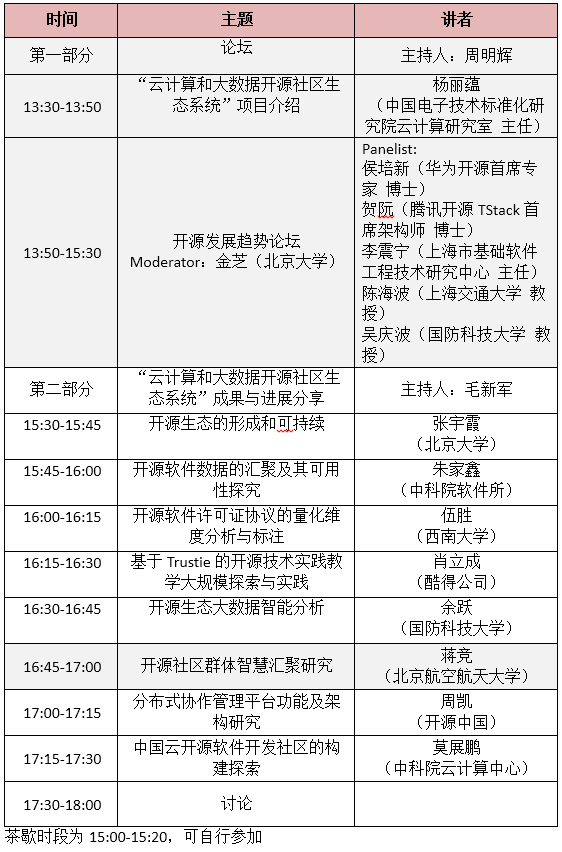 时间 主题 讲者
第一部分 论坛 主持人：周明辉
13:30-13:50
“云计算和大数据开源社区生
态系统”项目介绍
杨丽蕴
（中国电子技术标准化研
究院云计算研究室 主任）
13:50-15:30
开源发展趋势论坛
Moderator：金芝（北京大学）
Panelist:
侯培新（华为开源首席专
家 博士）
贺阮（腾讯开源 TStack 首
席架构师 博士）
李震宁（上海市基础软件
工程技术研究中心 主任）
陈海波（上海交通大学 教
授）
吴庆波（国防科技大学 教
授）
第二部分
“云计算和大数据开源社区生
态系统”成果与进展分享
主持人：毛新军
15:30-15:45
开源生态的形成和可持续
张宇霞
（北京大学）
15:45-16:00
开源软件数据的汇聚及其可用
性探究
朱家鑫
（中科院软件所）
16:00-16:15
开源软件许可证协议的量化维
度分析与标注
伍胜
（西南大学）
16:15-16:30
基于 Trustie 的开源技术实践教
学大规模探索与实践
肖立成
（酷得公司）
16:30-16:45
开源生态大数据智能分析
余跃
（国防科技大学）
16:45-17:00
开源社区群体智慧汇聚研究
蒋竞
（北京航空航天大学）
17:00-17:15
分布式协作管理平台功能及架
构研究
周凯
（开源中国）
17:15-17:30
中国云开源软件开发社区的构
建探索
莫展鹏
（中科院云计算中心）
17:30-18:00 讨论
茶歇时段为 15:00-15:20，可自行参加